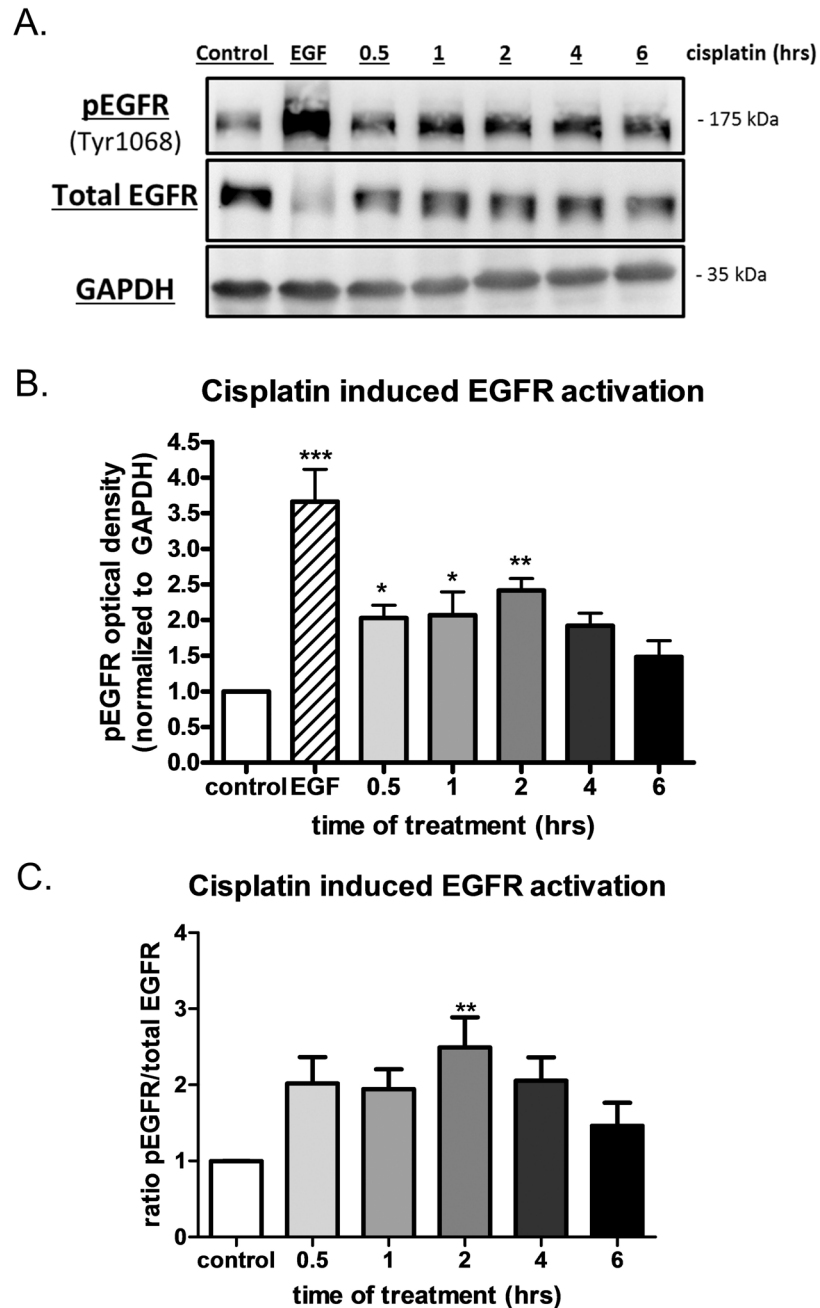 A.
Control EGF 0.5 1 2 4 6 cisplatin (hrs)
pEGFR
(Tyr1068)
- 175 kDa
Total EGFR
GAPDH
- 35 kDa
B.
Cisplatin induced EGFR activation
pEGFR optical density
(normalized to GAPDH)
4.5
4.0
3.5
3.0
2.5
2.0
1.5
1.0
0.5
0.0
***
*
*
**
control EGF 0.5 1 2 4 6
time of treatment (hrs)
C.
Cisplatin induced EGFR activation
ratio pEGFR/total EGFR
4
3
2
1
0
**
control 0.5 1 2 4 6
time of treatment (hrs)